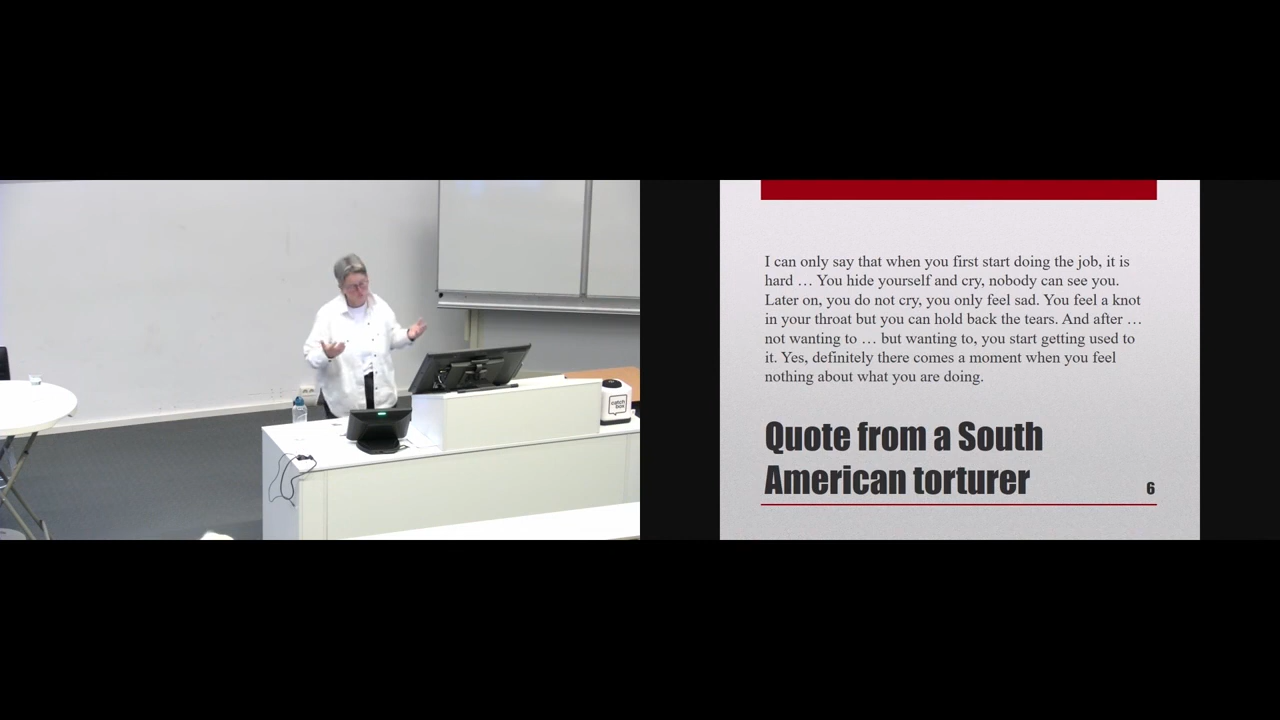 I can only say that when you first start doing the job, it is
hard … You hide yourself and cry, nobody can see you.
Later on, you do not cry, you only feel sad. You feel a knot
in your throat but you can hold back the tears. And after …
not wanting to … but wanting to, you start getting used to
it. Yes, definitely there comes a moment when you feel
nothing about what you are doing.
Quote from a South
American torturer
6
catch
box